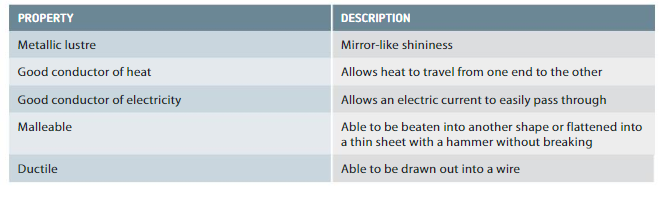 PROPERTY DESCRIPTION
Metallic lustre Mirror-like shininess
Good conductor of heat Allows heat to travel from one end to the other
Good conductor of electricity Allows an electric current to easily pass through
Malleable Able to be beaten into another shape or flattened into
a thin sheet with a hammer without breaking
Ductile Able to be drawn out into a wire